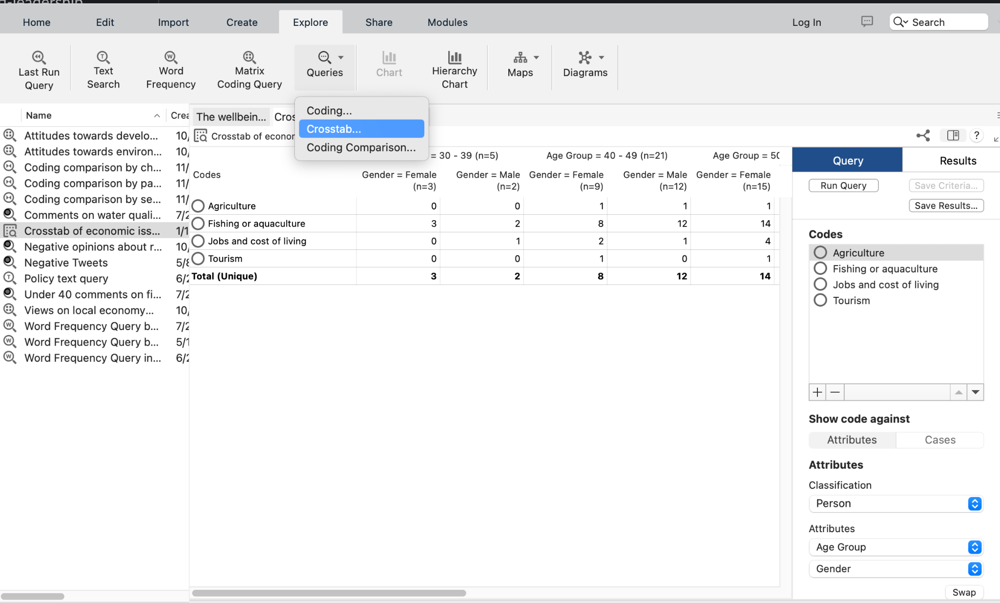 Home Edit Import Create Explore Share Modules Log In Search
Last Run Query
Text Search
Word Frequency
Matrix Coding Query
Queries
Chart
Hierarchy Chart
Maps
Diagrams
Coding...
Crosstab...
Coding Comparison...
Name Crea
Attitudes towards develo... 10/
Attitudes towards environ... 10/
Coding comparison by ch... 11/
Coding comparison by pa... 11/
Coding comparison by se... 11/
Comments on water quali... 7/2
Crosstab of economic iss... 1/1
Negative opinions about r... 10/
Negative Tweets 5/8
Policy text query 6/2
Under 40 comments on fi... 7/2
Views on local economy... 10/
Word Frequency Query b... 7/2
Word Frequency Query b... 5/1
Word Frequency Query in... 6/2
The wellbein... Cros
Crosstab of econor
= 30 - 39 (n=5) Age Group = 40 - 49 (n=21) Age Group = 50
Codes Gender = Female (n=3) Gender = Male (n=2) Gender = Female (n=9) Gender = Male (n=12) Gender = Female (n=15)
Agriculture 0 0 1 1 1
Fishing or aquaculture 3 2 8 12 14
Jobs and cost of living 0 1 2 1 4
Tourism 0 0 1 0 1
Total (Unique) 3 2 8 12 14
?
Query Results
Run Query Save Criteria...
Save Results...
Codes
Agriculture
Fishing or aquaculture
Jobs and cost of living
Tourism
Show code against
Attributes Cases
Attributes
Classification
Person
Attributes
Age Group
Gender
Swap